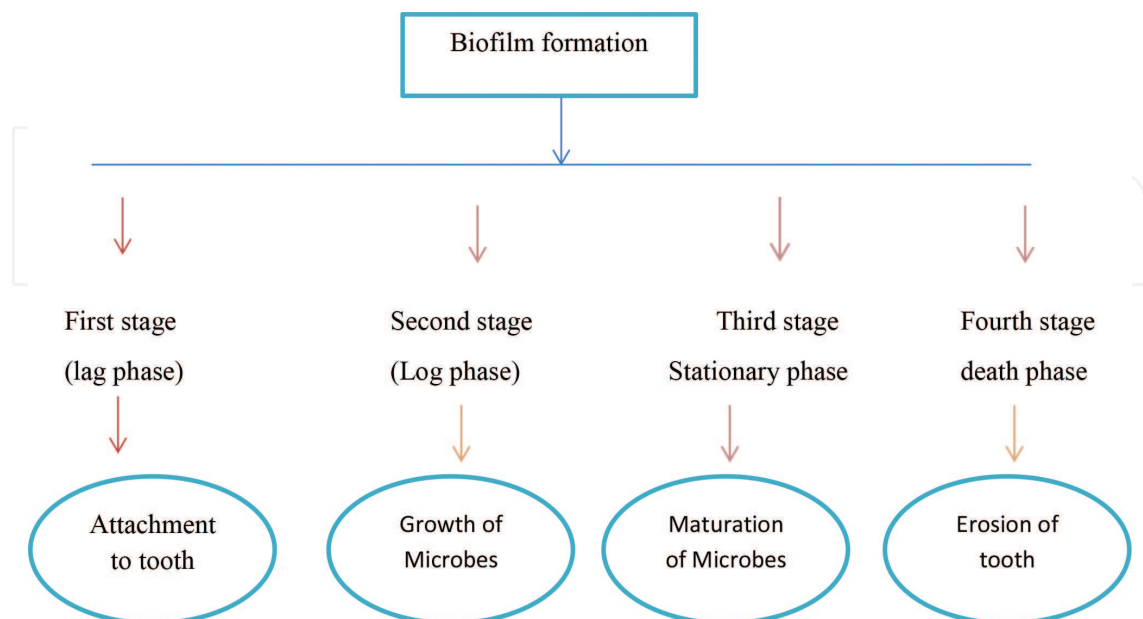 Biofilm formation
First stage
(lag phase)
Second stage
(Log phase)
Third stage
Stationary phase
Fourth stage
death phase
Attachment
to tooth
Growth of
Microbes
Maturation
of Microbes
Erosion of
tooth